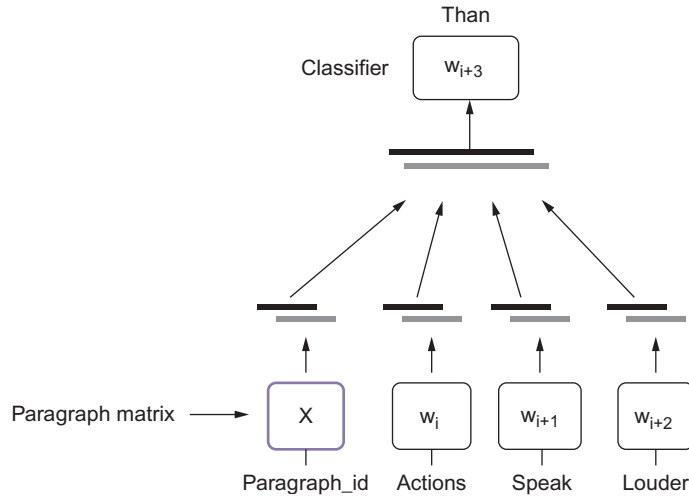 Than
Classifier
w_{i+3}
Paragraph matrix
X
w_i
w_{i+1}
w_{i+2}
Paragraph_id
Actions
Speak
Louder